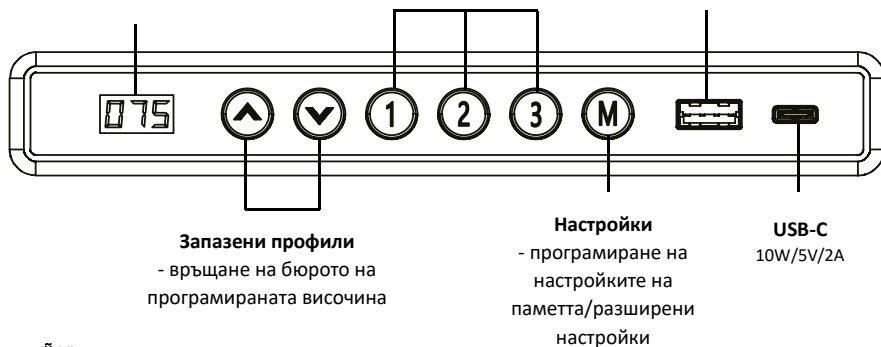 075
1 2 3 M
Запазени профили
- връщане на бюрото на
програмираната височина
Настройки
- програмиране на
настройките на
паметта/разширени
настройки
USB-C
10W/5V/2A